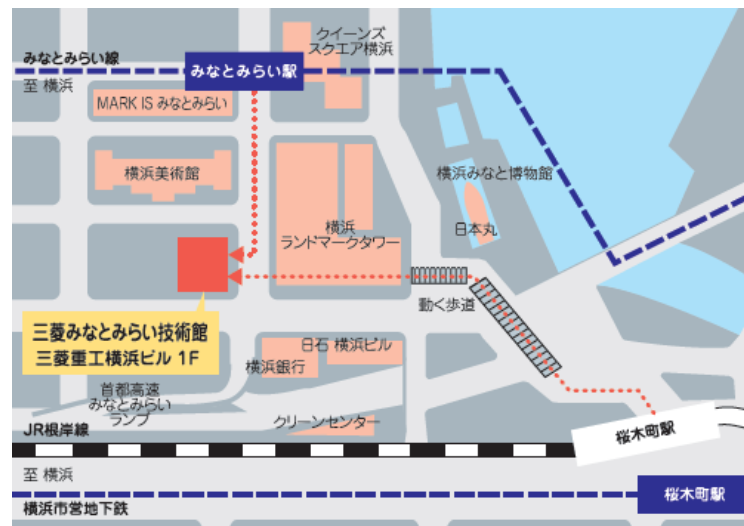 クイーンズ
スクエア横浜
みなとみらい線
みなとみらい駅
至 横浜
MARK IS みなとみらい
横浜美術館
横浜みなと博物館
横浜
ランドマークタワー
日本丸
動く歩道
三菱みなとみらい技術館
三菱重工横浜ビル 1F
日石 横浜ビル
横浜銀行
首都高速
みなとみらい
ランプ
クリーンセンター
JR根岸線
桜木町駅
至 横浜
桜木町駅
横浜市営地下鉄